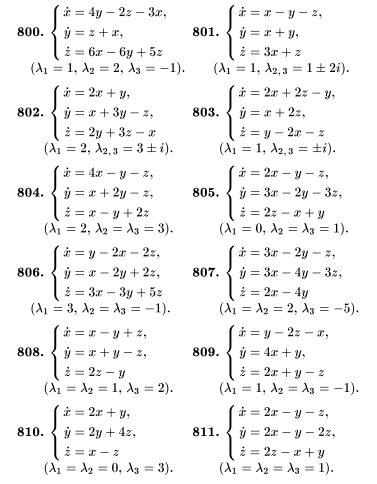 800. { ẋ = 4y − 2z − 3x,
ẏ = z + x,
ż = 6x − 6y + 5z
(λ₁ = 1, λ₂ = 2, λ₃ = −1).
801. { ẋ = x − y − z,
ẏ = x + y,
ż = 3x + z
(λ₁ = 1, λ₂,₃ = 1 ± 2i).
802. { ẋ = 2x + y,
ẏ = x + 3y − z,
ż = 2y + 3z − x
(λ₁ = 2, λ₂,₃ = 3 ± i).
803. { ẋ = 2x + 2z − y,
ẏ = x + 2z,
ż = y − 2x − z
(λ₁ = 1, λ₂,₃ = ±i).
804. { ẋ = 4x − y − z,
ẏ = x + 2y − z,
ż = x − y + 2z
(λ₁ = 2, λ₂ = λ₃ = 3).
805. { ẋ = 2x − y − z,
ẏ = 3x − 2y − 3z,
ż = 2z − x + y
(λ₁ = 0, λ₂ = λ₃ = 1).
806. { ẋ = y − 2x − 2z,
ẏ = x − 2y + 2z,
ż = 3x − 3y + 5z
(λ₁ = 3, λ₂ = λ₃ = −1).
807. { ẋ = 3x − 2y − z,
ẏ = 3x − 4y − 3z,
ż = 2x − 4y
(λ₁ = λ₂ = 2, λ₃ = −5).
808. { ẋ = x − y + z,
ẏ = x + y − z,
ż = 2z − y
(λ₁ = λ₂ = 1, λ₃ = 2).
809. { ẋ = y − 2z − x,
ẏ = 4x + y,
ż = 2x + y − z
(λ₁ = 1, λ₂ = λ₃ = −1).
810. { ẋ = 2x + y,
ẏ = 2y + 4z,
ż = x − z
(λ₁ = λ₂ = 0, λ₃ = 3).
811. { ẋ = 2x − y − z,
ẏ = 2x − y − 2z,
ż = 2z − x + y
(λ₁ = λ₂ = λ₃ = 1).